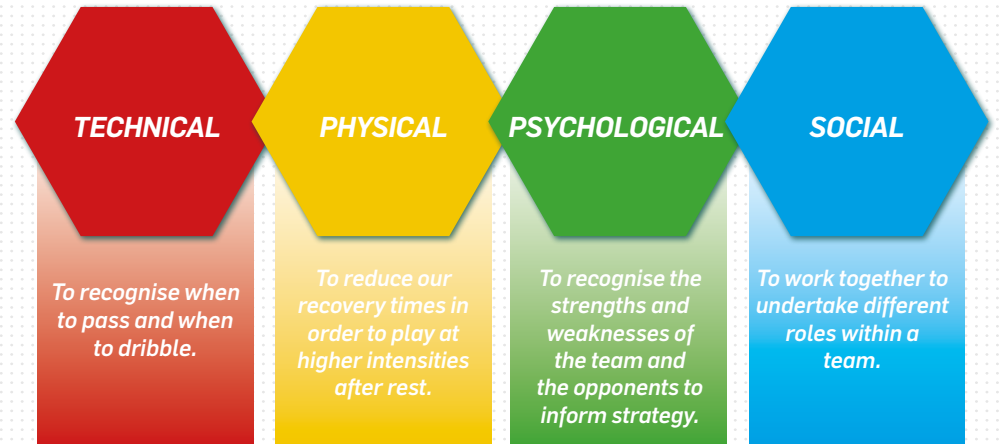 TECHNICAL
To recognise when
to pass and when
to dribble.
PHYSICAL
To reduce our
recovery times in
order to play at
higher intensities
after rest.
PSYCHOLOGICAL
To recognise the
strengths and
weaknesses of
the team and
the opponents to
inform strategy.
SOCIAL
To work together to
undertake different
roles within a
team.